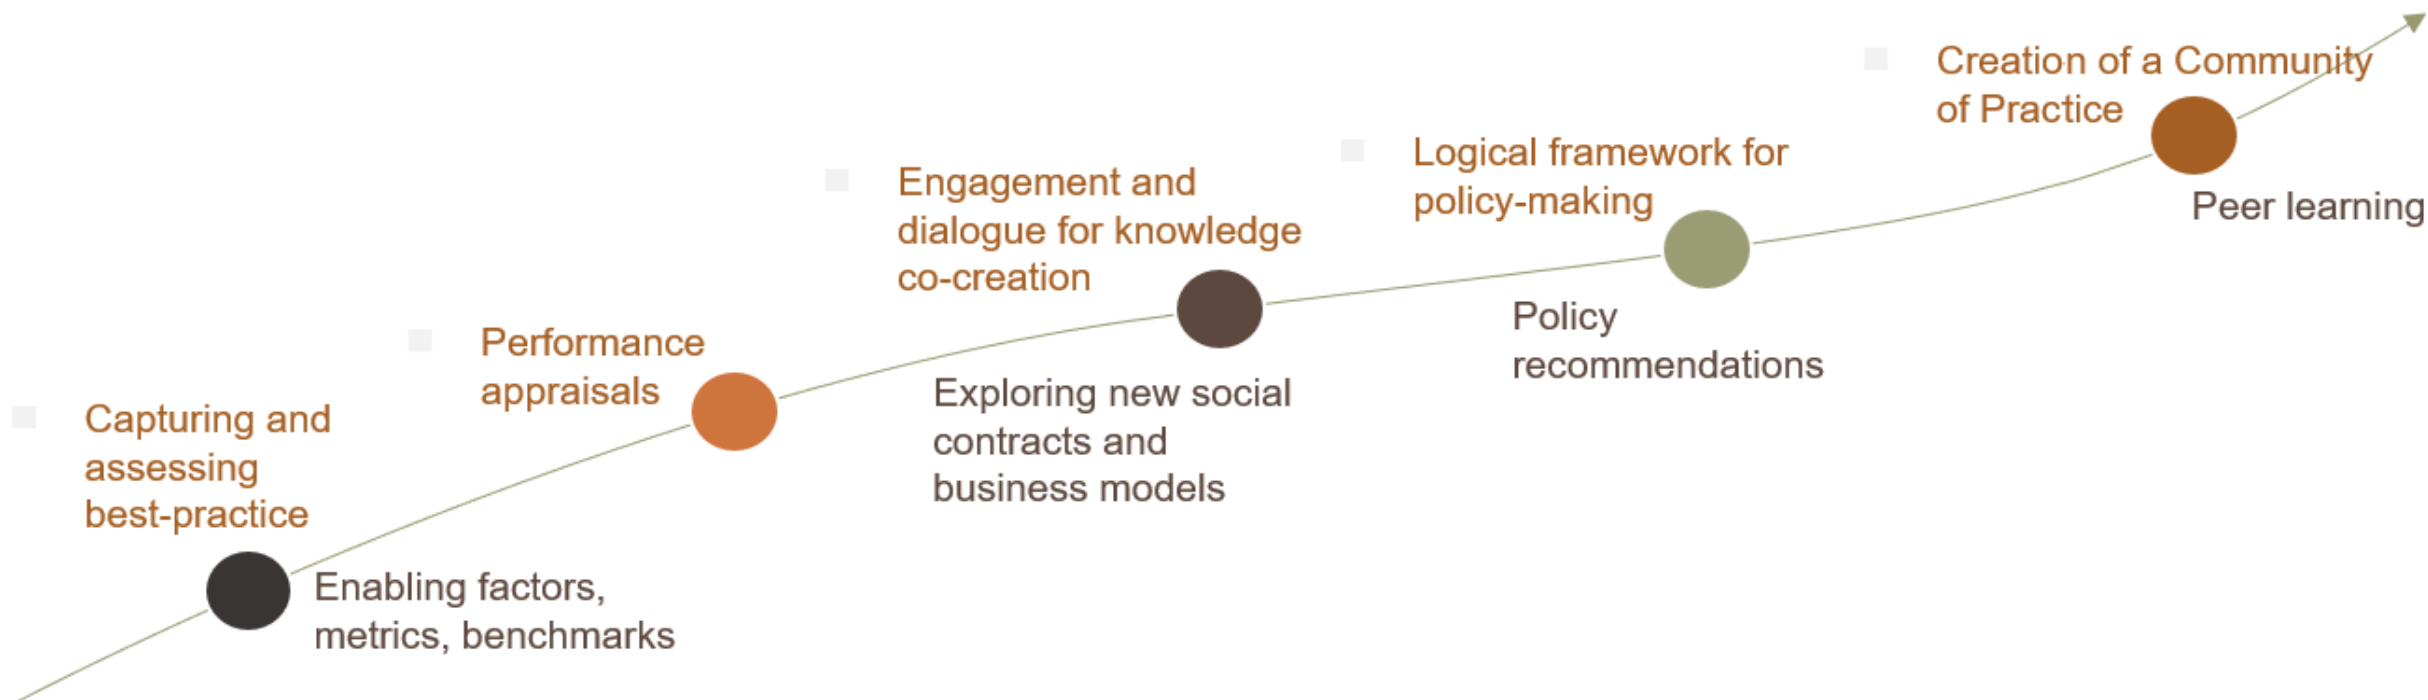 Capturing and
assessing
best-practice
Enabling factors,
metrics, benchmarks
Performance
appraisals
Engagement and
dialogue for knowledge
co-creation
Exploring new social
contracts and
business models
Logical framework for
policy-making
Policy
recommendations
Creation of a Community
of Practice
Peer learning